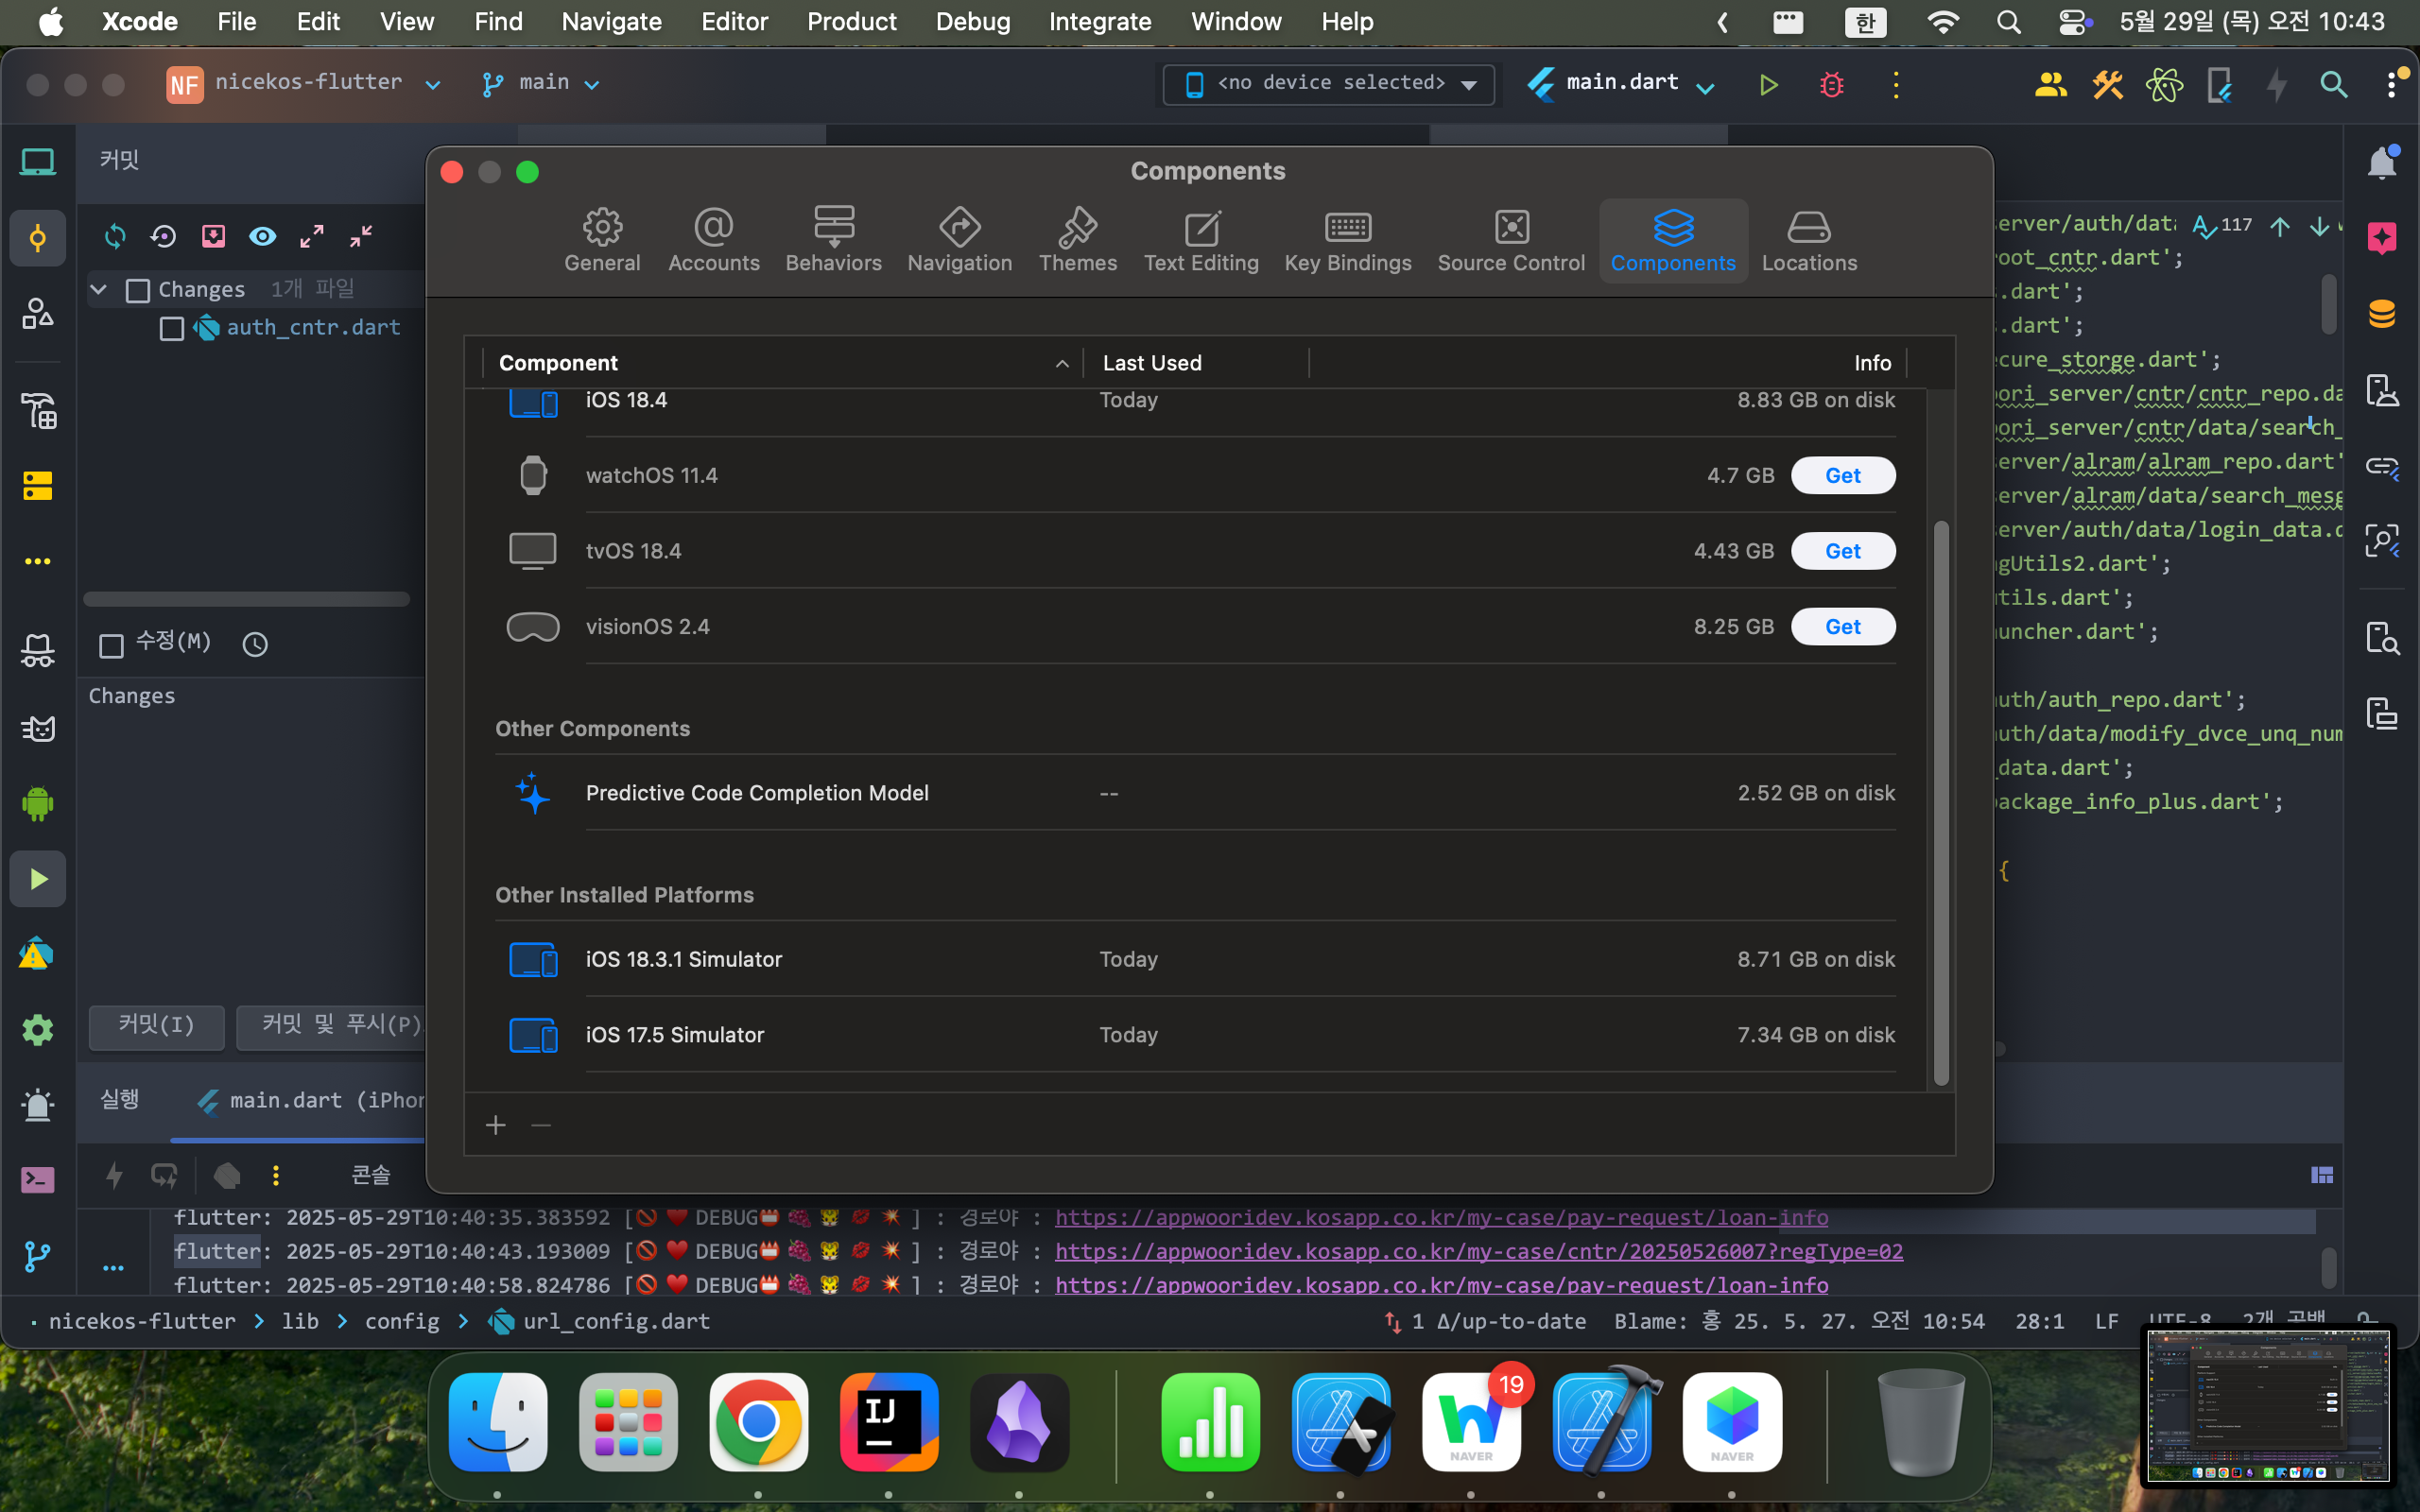 Xcode File Edit View Find Navigate Editor Product Debug Integrate Window Help 한 5월 29일 (목) 오전 10:43
NF nicekos-flutter main <no device selected> main.dart
커밋
Components
General Accounts Behaviors Navigation Themes Text Editing Key Bindings Source Control Components Locations
Changes 1개 파일
auth_cntr.dart
수정(M)
Changes
커밋(I) 커밋 및 푸시(P)
Component Last Used Info
iOS 18.4 Today 8.83 GB on disk
watchOS 11.4 4.7 GB Get
tvOS 18.4 4.43 GB Get
visionOS 2.4 8.25 GB Get
Other Components
Predictive Code Completion Model -- 2.52 GB on disk
Other Installed Platforms
iOS 18.3.1 Simulator Today 8.71 GB on disk
iOS 17.5 Simulator Today 7.34 GB on disk
+ −
117
erver/auth/data
oot_cntr.dart';
.dart';
.dart';
cure_storge.dart';
ori_server/cntr/cntr_repo.da
ori_server/cntr/data/search_
erver/alram/alram_repo.dart'
erver/alram/data/search_mesg
erver/auth/data/login_data.d
gUtils2.dart';
tils.dart';
uncher.dart';
uth/auth_repo.dart';
uth/data/modify_dvce_unq_num
_data.dart';
ackage_info_plus.dart';
{
실행 main.dart (iPhon
콘솔
flutter: 2025-05-29T10:40:35.383592 [🚫 ♥️ DEBUG📛 🍇 🐯 💋 💥 ] : 경로야 : https://appwooridev.kosapp.co.kr/my-case/pay-request/loan-info
flutter: 2025-05-29T10:40:43.193009 [🚫 ♥️ DEBUG📛 🍇 🐯 💋 💥 ] : 경로야 : https://appwooridev.kosapp.co.kr/my-case/cntr/20250526007?regType=02
flutter: 2025-05-29T10:40:58.824786 [🚫 ♥️ DEBUG📛 🍇 🐯 💋 💥 ] : 경로야 : https://appwooridev.kosapp.co.kr/my-case/pay-request/loan-info
nicekos-flutter > lib > config > url_config.dart 1 Δ/up-to-date Blame: 홍 25. 5. 27. 오전 10:54 28:1 LF UTF-8 2개 공백
IJ 19
NAVER NAVER